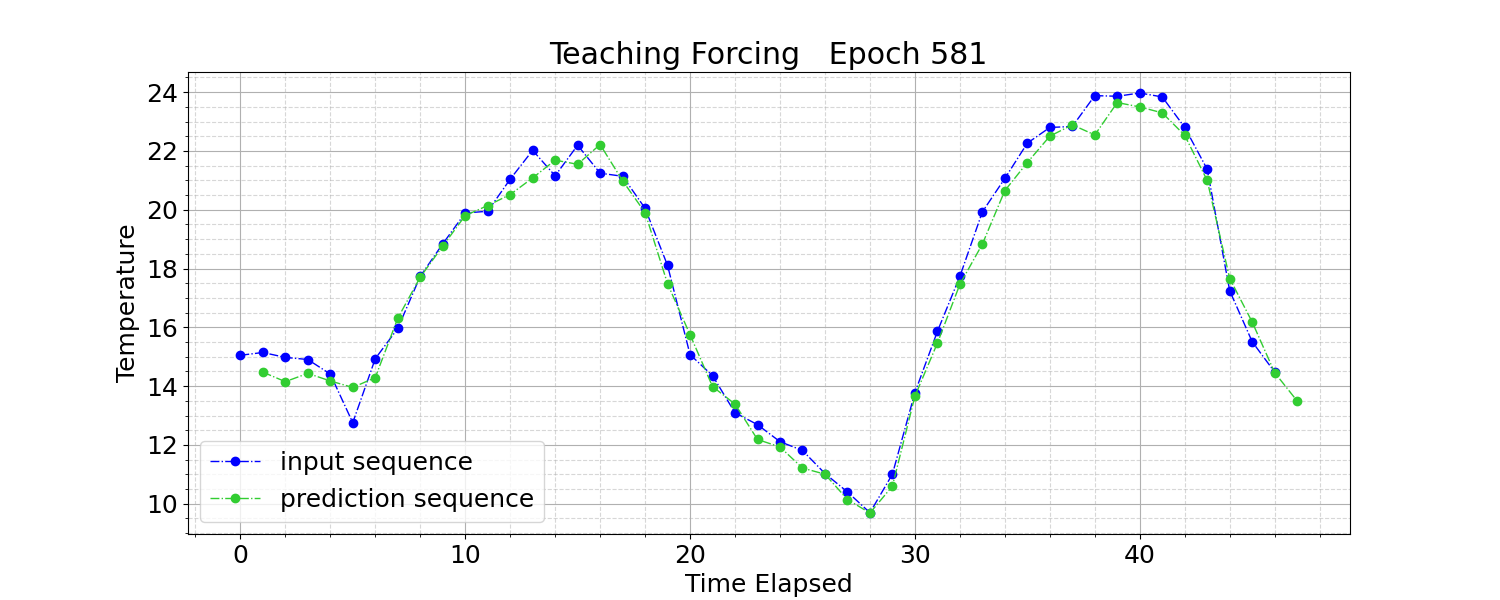 Teaching Forcing   Epoch 581
Temperature
24
22
20
18
16
14
12
10
input sequence
prediction sequence
0 10 20 30 40
Time Elapsed